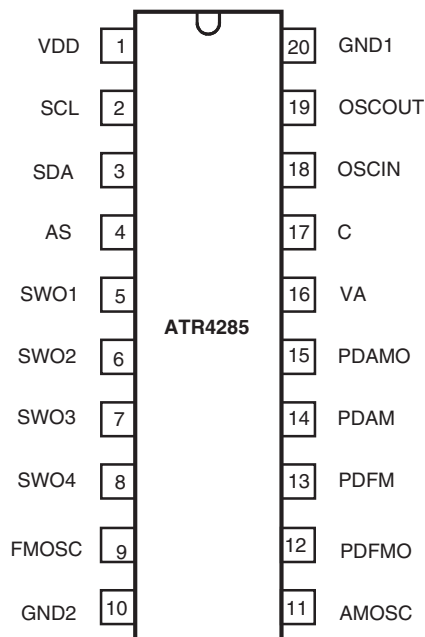 VDD 1 20 GND1
SCL 2 19 OSCOUT
SDA 3 18 OSCIN
AS 4 17 C
SWO1 5 16 VA
ATR4285
SWO2 6 15 PDAMO
SWO3 7 14 PDAM
SWO4 8 13 PDFM
FMOSC 9 12 PDFMO
GND2 10 11 AMOSC